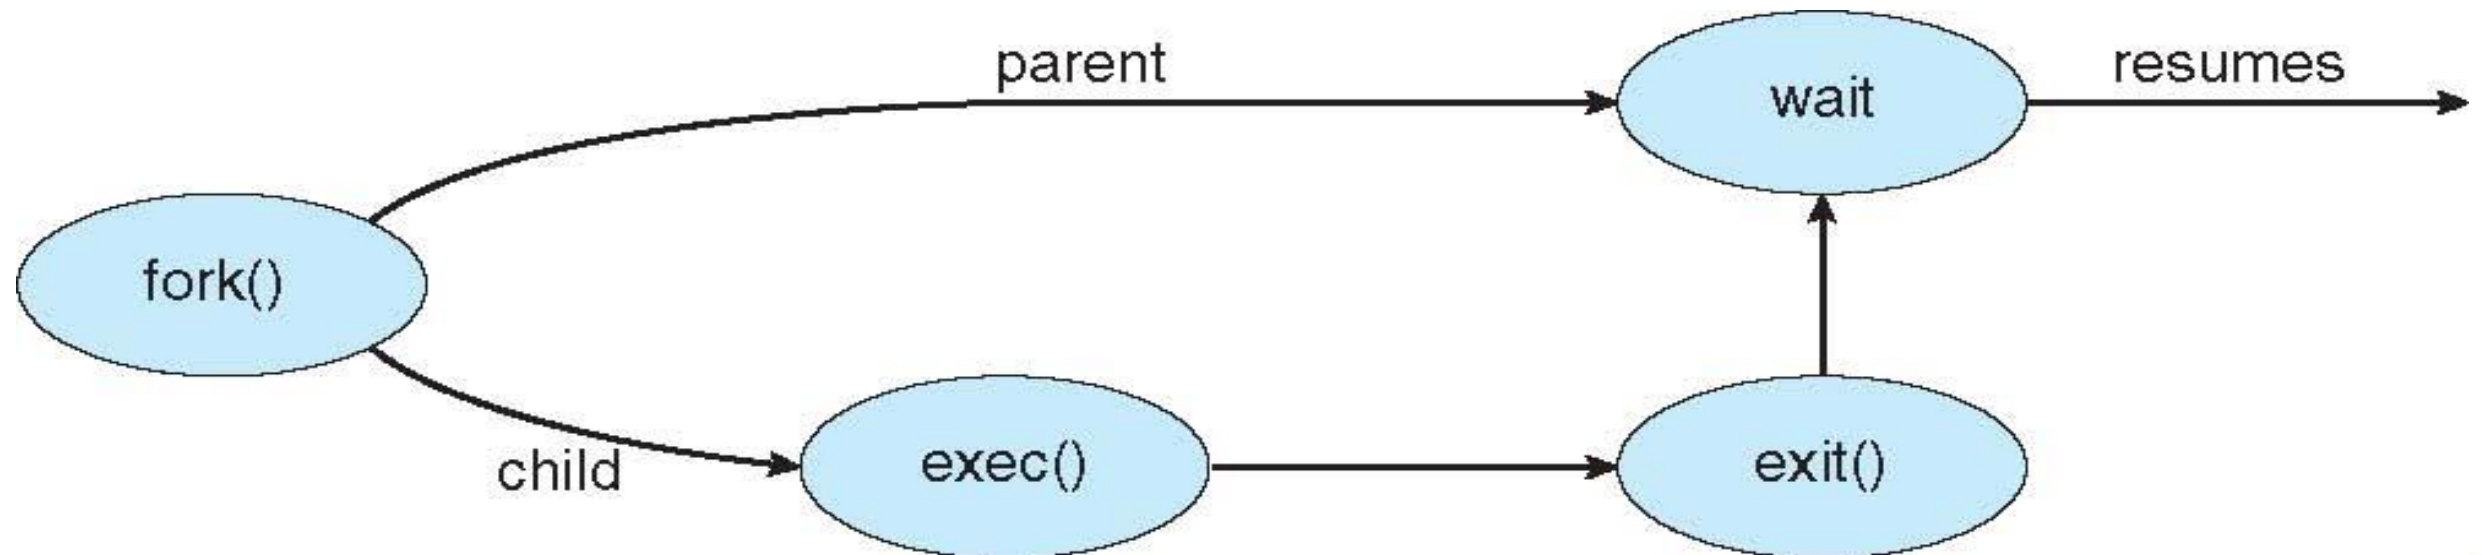 parent
wait
resumes
fork()
child
exec()
exit()